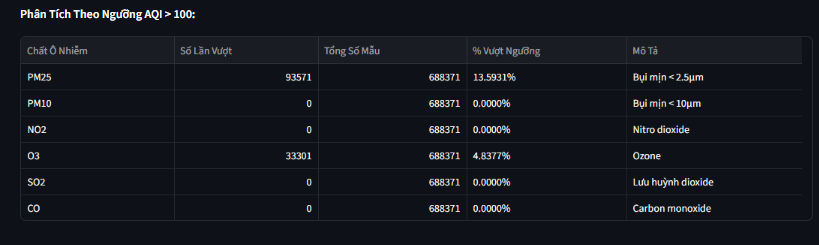 Phân Tích Theo Ngưỡng AQI > 100:
Chất Ô Nhiễm Số Lần Vượt Tổng Số Mẫu % Vượt Ngưỡng Mô Tả
PM25 93571 688371 13.5931% Bụi mịn < 2.5μm
PM10 0 688371 0.0000% Bụi mịn < 10μm
NO2 0 688371 0.0000% Nitro dioxide
O3 33301 688371 4.8377% Ozone
SO2 0 688371 0.0000% Lưu huỳnh dioxide
CO 0 688371 0.0000% Carbon monoxide